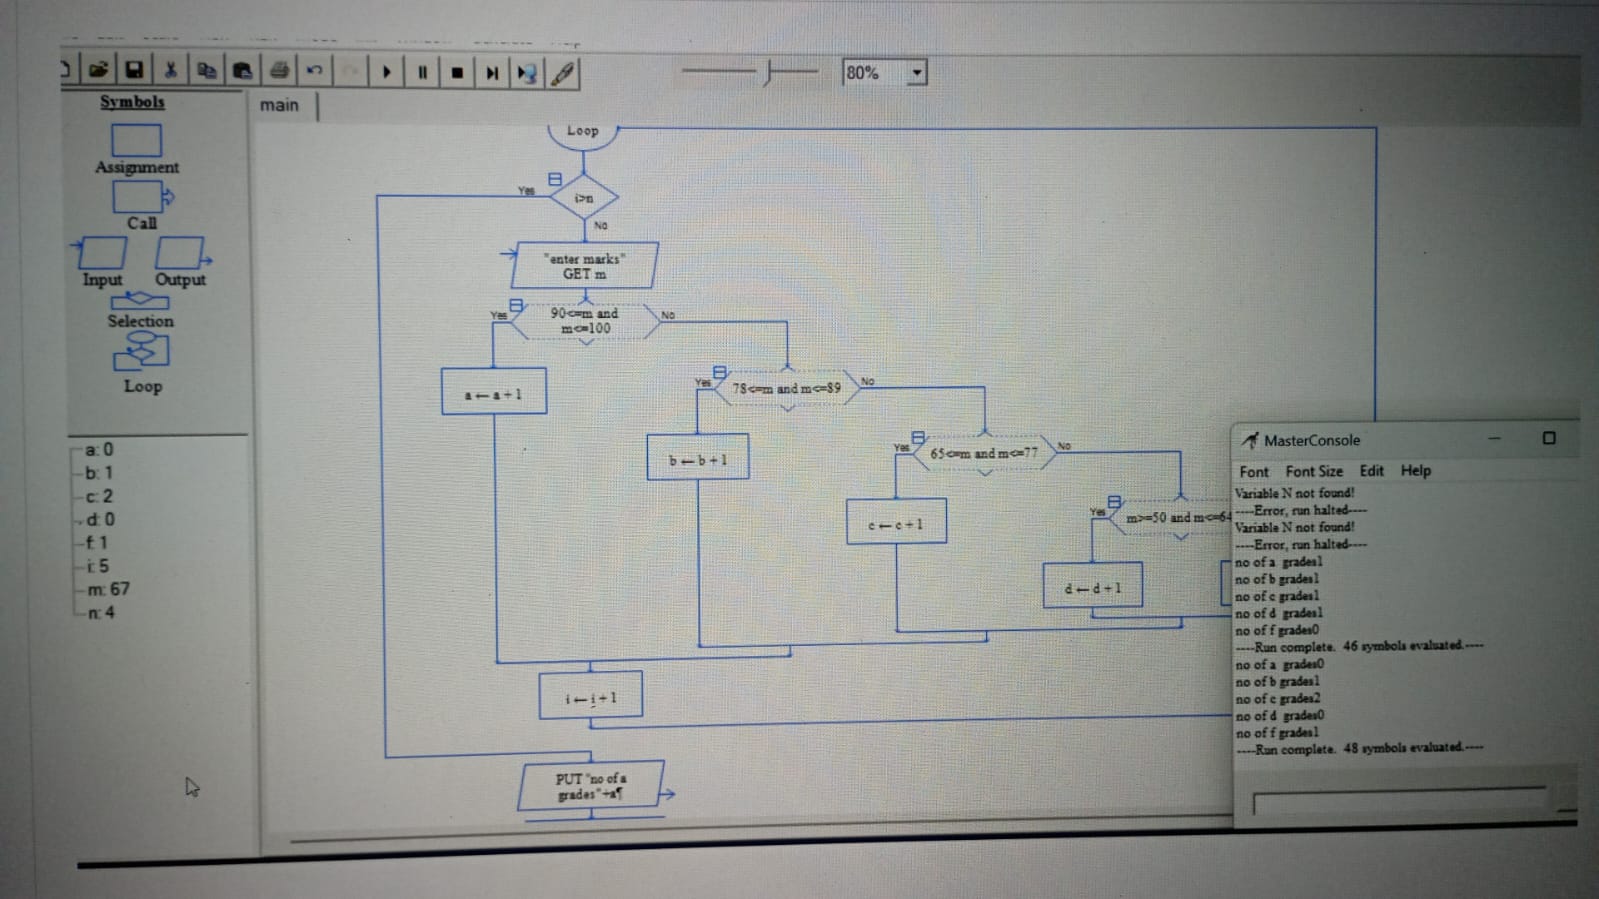 80%
Symbols
main
Assignment
Call
Input Output
Selection
Loop
a: 0
b: 1
c: 2
d: 0
f: 1
i: 5
m: 67
n: 4
Loop
i>n
Yes
No
"enter marks"
GET m
Yes
90<=m and
m<=100
No
a←a+1
Yes
78<=m and m<=89
No
b←b+1
Yes
65<=m and m<=77
No
c←c+1
Yes
m>=50 and m<=64
d←d+1
i←i+1
PUT "no of a
grades"+a¶
MasterConsole
Font Font Size Edit Help
Variable N not found!
----Error, run halted----
Variable N not found!
----Error, run halted----
no of a grades1
no of b grades1
no of c grades1
no of d grades1
no of f grades0
----Run complete. 46 symbols evaluated.----
no of a grades0
no of b grades1
no of c grades2
no of d grades0
no of f grades1
----Run complete. 48 symbols evaluated.----